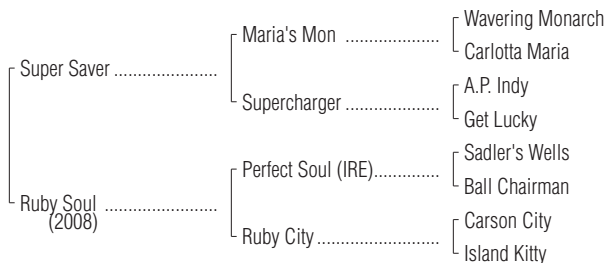 Wavering Monarch
Maria's Mon ....................
Carlotta Maria
Super Saver ......................
A.P. Indy
Supercharger ....................
Get Lucky
Sadler's Wells
Perfect Soul (IRE)..............
Ball Chairman
Ruby Soul ........................
(2008)
Carson City
Ruby City ..........................
Island Kitty